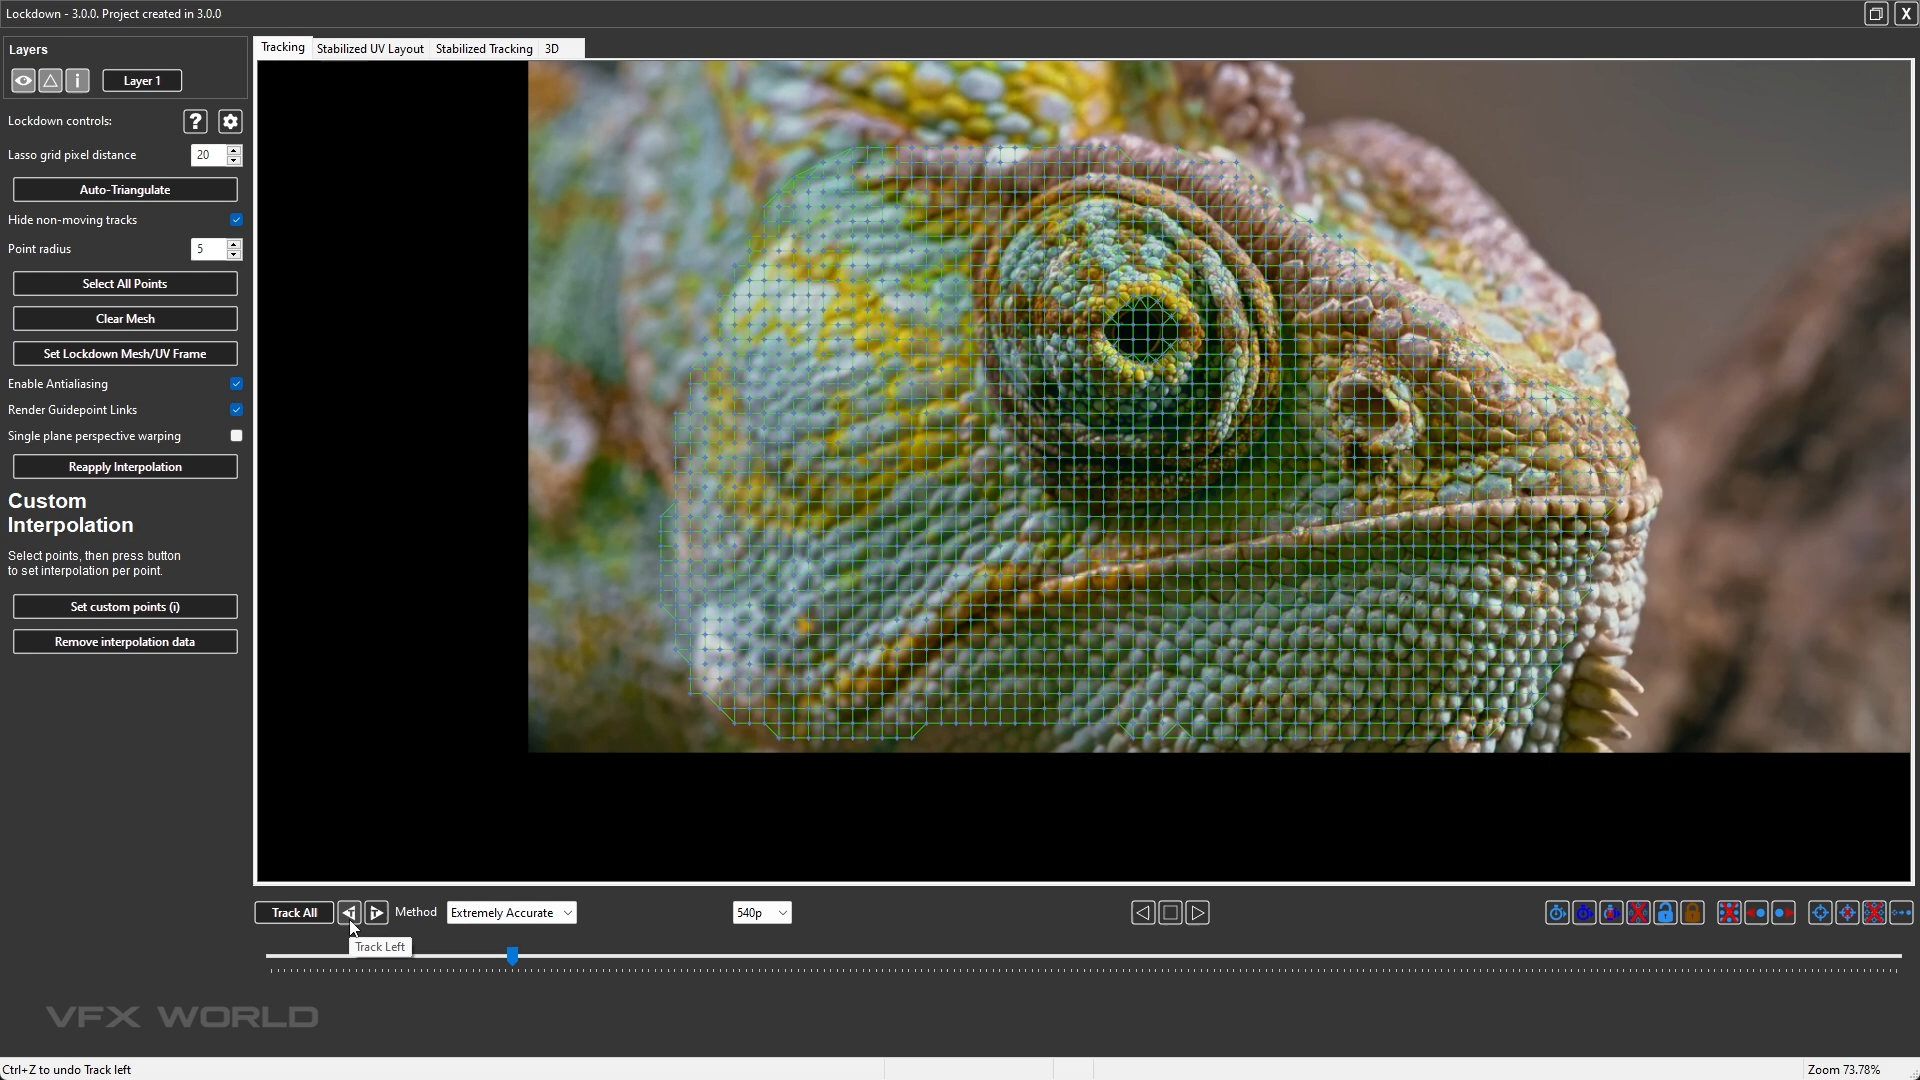 Lockdown - 3.0.0. Project created in 3.0.0
X
Layers
i
Layer 1
Tracking
Stabilized UV Layout
Stabilized Tracking
3D
Lockdown controls:
?
Lasso grid pixel distance
20
Auto-Triangulate
Hide non-moving tracks
Point radius
5
Select All Points
Clear Mesh
Set Lockdown Mesh/UV Frame
Enable Antialiasing
Render Guidepoint Links
Single plane perspective warping
Reapply Interpolation
Custom
Interpolation
Select points, then press button
to set interpolation per point.
Set custom points (i)
Remove interpolation data
Track All
Method
Extremely Accurate
540p
Track Left
VFX WORLD
Ctrl+Z to undo Track left
Zoom 73.78%